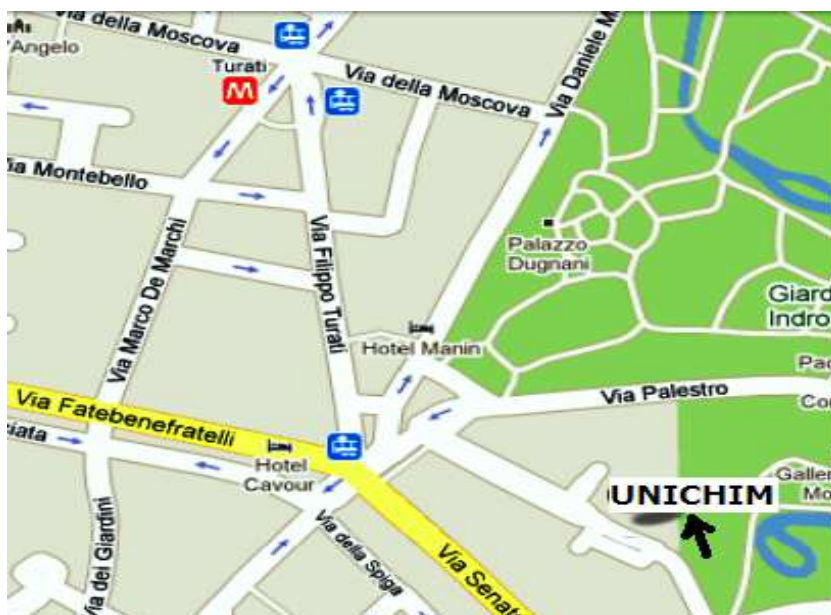 Via della Moscova
D'Angelo
Turati
M
Via della Moscova
Via Daniele M
Via Montebello
Via Marco De Marchi
Via Filippo Turati
Palazzo
Dugnani
Giard
Indro
Hotel Manin
Via Palestro
Pa
Co
Via Fatebenefratelli
ciata
Hotel
Cavour
Galler
Mo
UNICHIM
Via dei Giardini
Via della Spiga
Via Senat